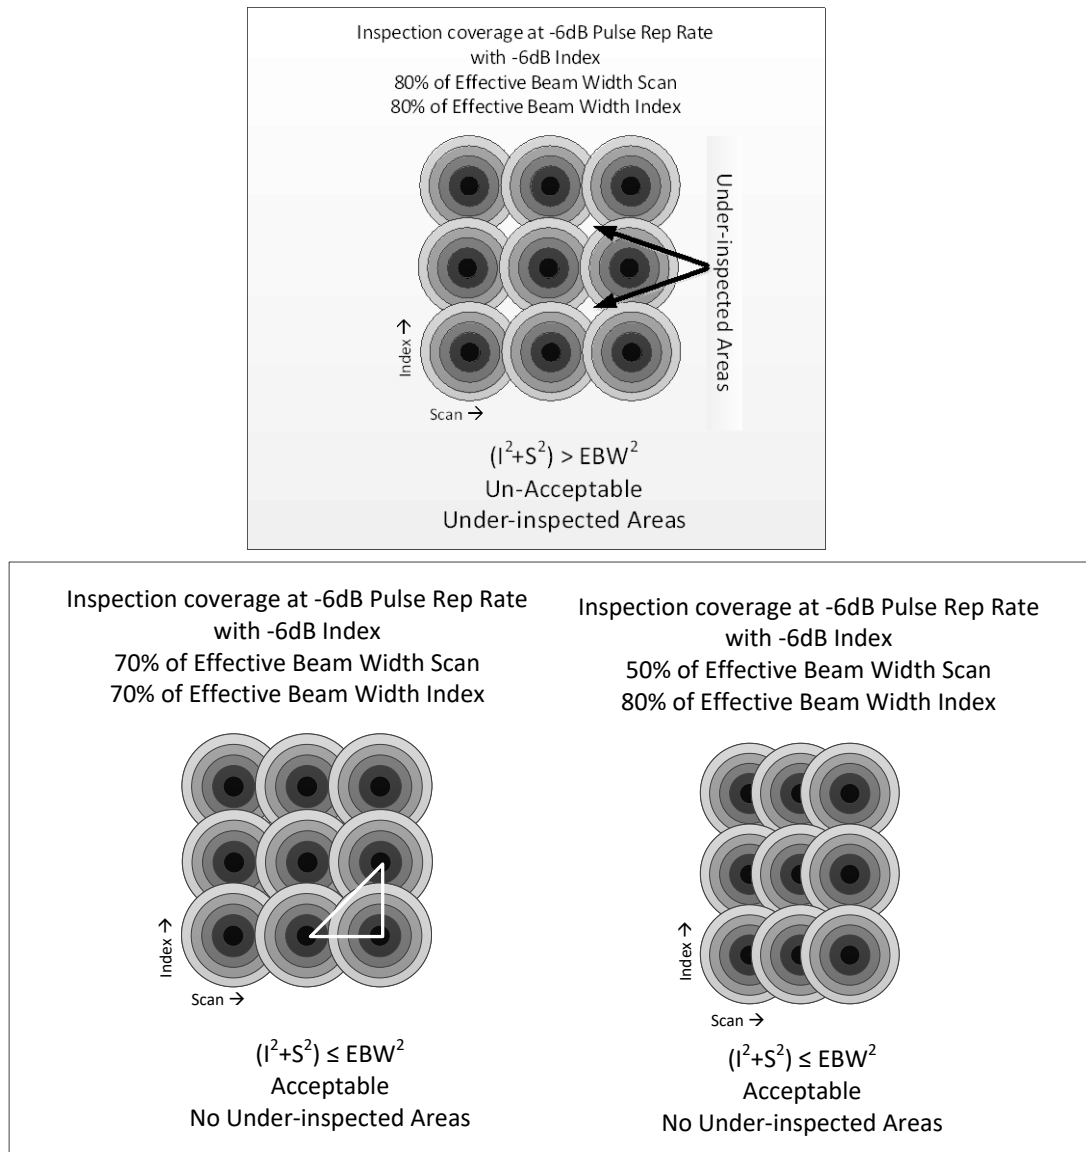 Inspection coverage at -6dB Pulse Rep Rate
with -6dB Index
80% of Effective Beam Width Scan
80% of Effective Beam Width Index
Under-inspected Areas
Index →
Scan →
(I²+S²) > EBW²
Un-Acceptable
Under-inspected Areas
Inspection coverage at -6dB Pulse Rep Rate
with -6dB Index
70% of Effective Beam Width Scan
70% of Effective Beam Width Index
Index →
Scan →
(I²+S²) ≤ EBW²
Acceptable
No Under-inspected Areas
Inspection coverage at -6dB Pulse Rep Rate
with -6dB Index
50% of Effective Beam Width Scan
80% of Effective Beam Width Index
Index →
Scan →
(I²+S²) ≤ EBW²
Acceptable
No Under-inspected Areas